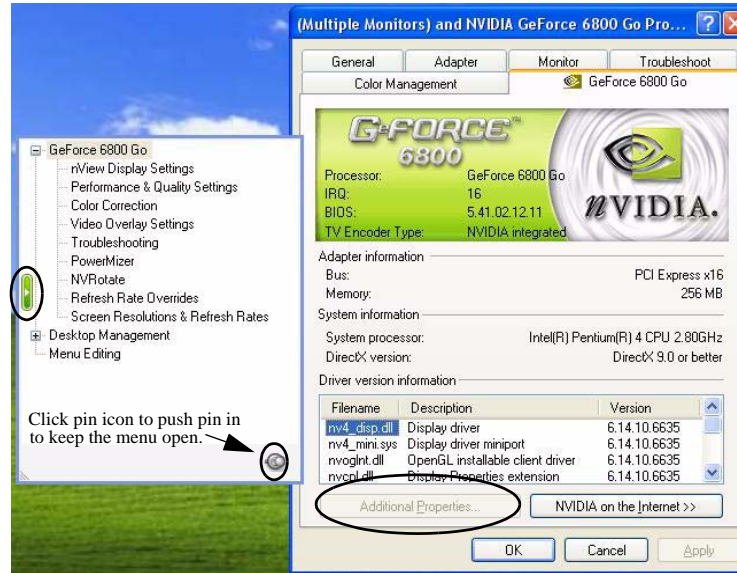 (Multiple Monitors) and NVIDIA GeForce 6800 Go Pro...
General Adapter Monitor Troubleshoot
Color Management GeForce 6800 Go
GEFORCE™
6800
Processor: GeForce 6800 Go
IRQ: 16
BIOS: 5.41.02.12.11
TV Encoder Type: NVIDIA integrated
nVIDIA.
Adapter information
Bus: PCI Express x16
Memory: 256 MB
System information
System processor: Intel(R) Pentium(R) 4 CPU 2.80GHz
DirectX version: DirectX 9.0 or better
Driver version information
Filename Description Version
nv4_disp.dll Display driver 6.14.10.6635
nv4_mini.sys Display driver miniport 6.14.10.6635
nvoglnt.dll OpenGL installable client driver 6.14.10.6635
nvcpl.dll Display Properties extension 6.14.10.6635
Additional Properties...
NVIDIA on the Internet >>
OK Cancel Apply
GeForce 6800 Go
nView Display Settings
Performance & Quality Settings
Color Correction
Video Overlay Settings
Troubleshooting
PowerMizer
NVRotate
Refresh Rate Overrides
Screen Resolutions & Refresh Rates
Desktop Management
Menu Editing
Click pin icon to push pin in
to keep the menu open.